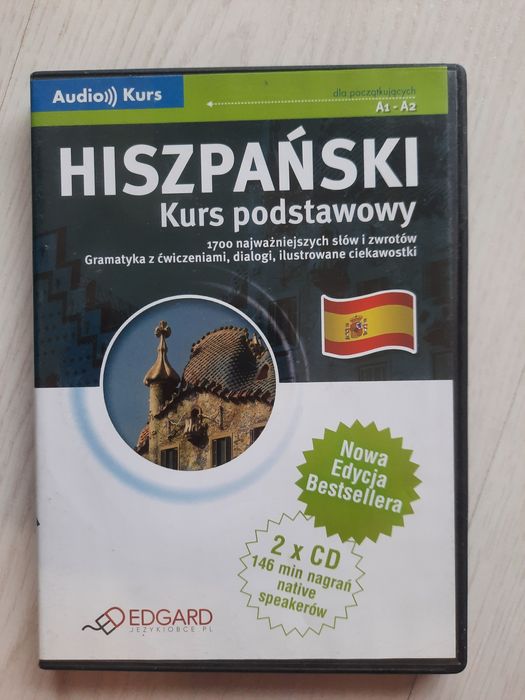 Audio))) Kurs
dla początkujących
A1 - A2
HISZPAŃSKI
Kurs podstawowy
1700 najważniejszych słów i zwrotów
Gramatyka z ćwiczeniami, dialogi, ilustrowane ciekawostki
Nowa
Edycja
Bestsellera
2 x CD
146 min nagrań
native
speakerów
EDGARD
JEZYKIOBCE.PL